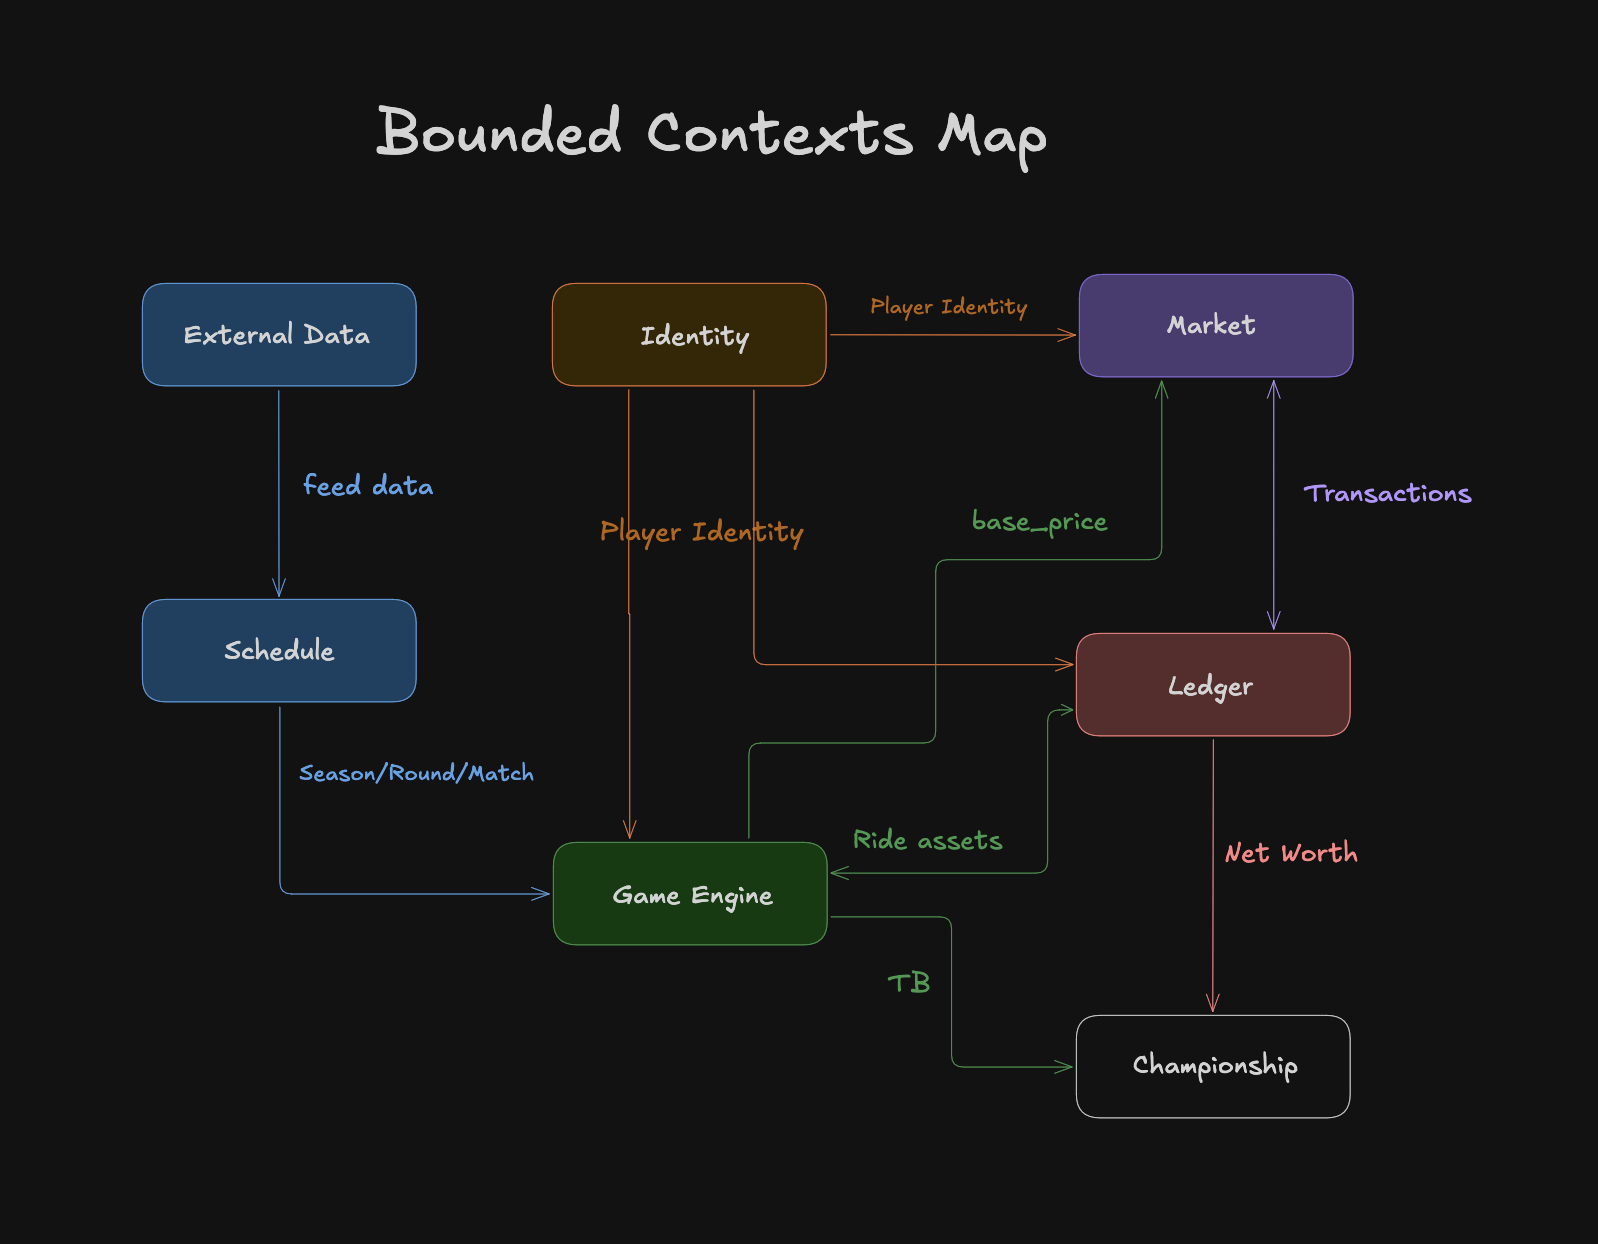 Bounded Contexts Map
External Data
Identity
Player Identity
Market
feed data
Player Identity
base_price
Transactions
Schedule
Ledger
Season/Round/Match
Ride assets
Net Worth
Game Engine
TB
Championship